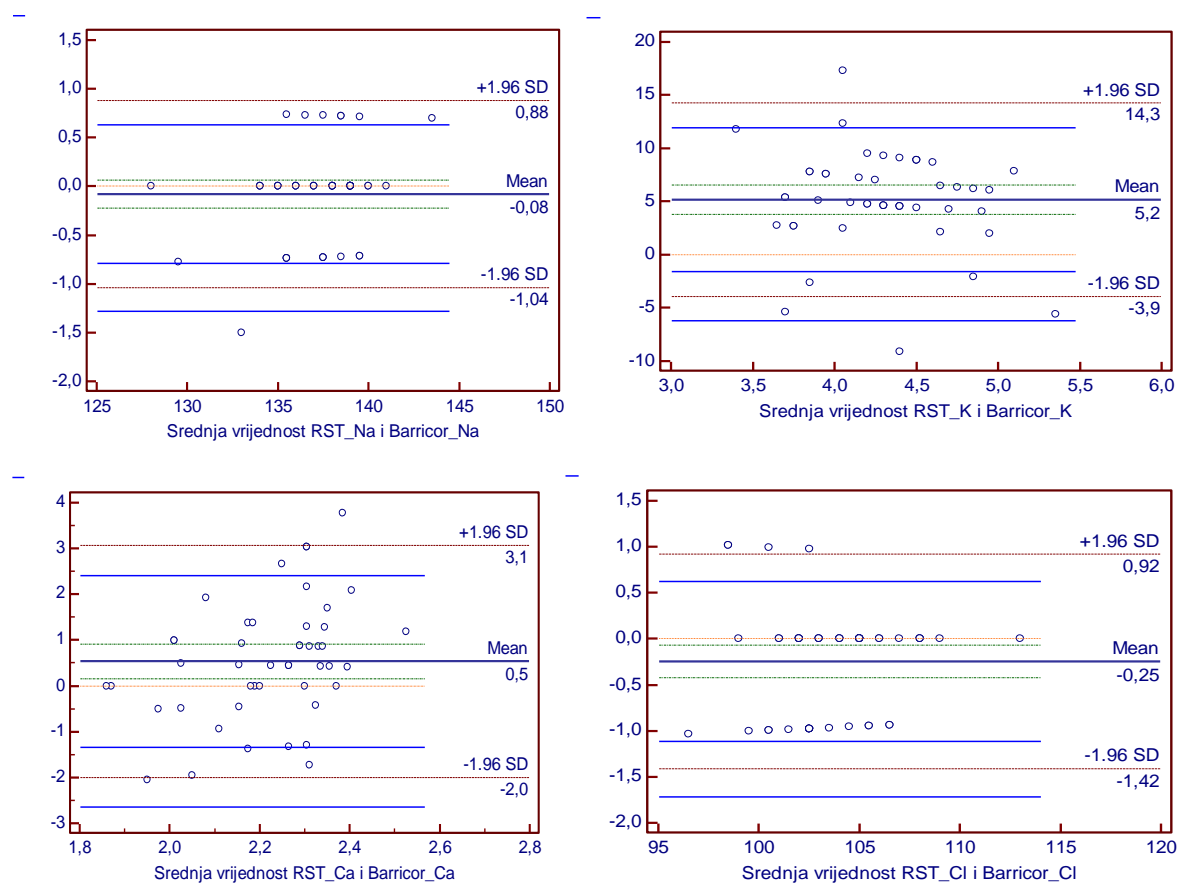 1,5
1,0
0,5
0,0
-0,5
-1,0
-1,5
-2,0
+1.96 SD
0,88
Mean
-0,08
-1.96 SD
-1,04
125 130 135 140 145 150
Srednja vrijednost RST_Na i Barricor_Na
20
15
10
5
0
-5
-10
+1.96 SD
14,3
Mean
5,2
-1.96 SD
-3,9
3,0 3,5 4,0 4,5 5,0 5,5 6,0
Srednja vrijednost RST_K i Barricor_K
4
3
2
1
0
-1
-2
-3
+1.96 SD
3,1
Mean
0,5
-1.96 SD
-2,0
1,8 2,0 2,2 2,4 2,6 2,8
Srednja vrijednost RST_Ca i Barricor_Ca
1,5
1,0
0,5
0,0
-0,5
-1,0
-1,5
-2,0
+1.96 SD
0,92
Mean
-0,25
-1.96 SD
-1,42
95 100 105 110 115 120
Srednja vrijednost RST_Cl i Barricor_Cl